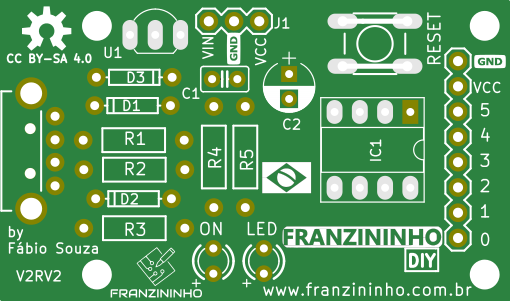 CC BY-SA 4.0
U1
VIN
GND
VCC
J1
RESET
GND
VCC
5
4
3
2
1
0
D3
D1
C1
C2
R1
R2
R4
R5
IC1
D2
R3
by
Fábio Souza
V2RV2
ON
LED
+
+
+
FRANZININHO
FRANZININHO
DIY
www.franzininho.com.br